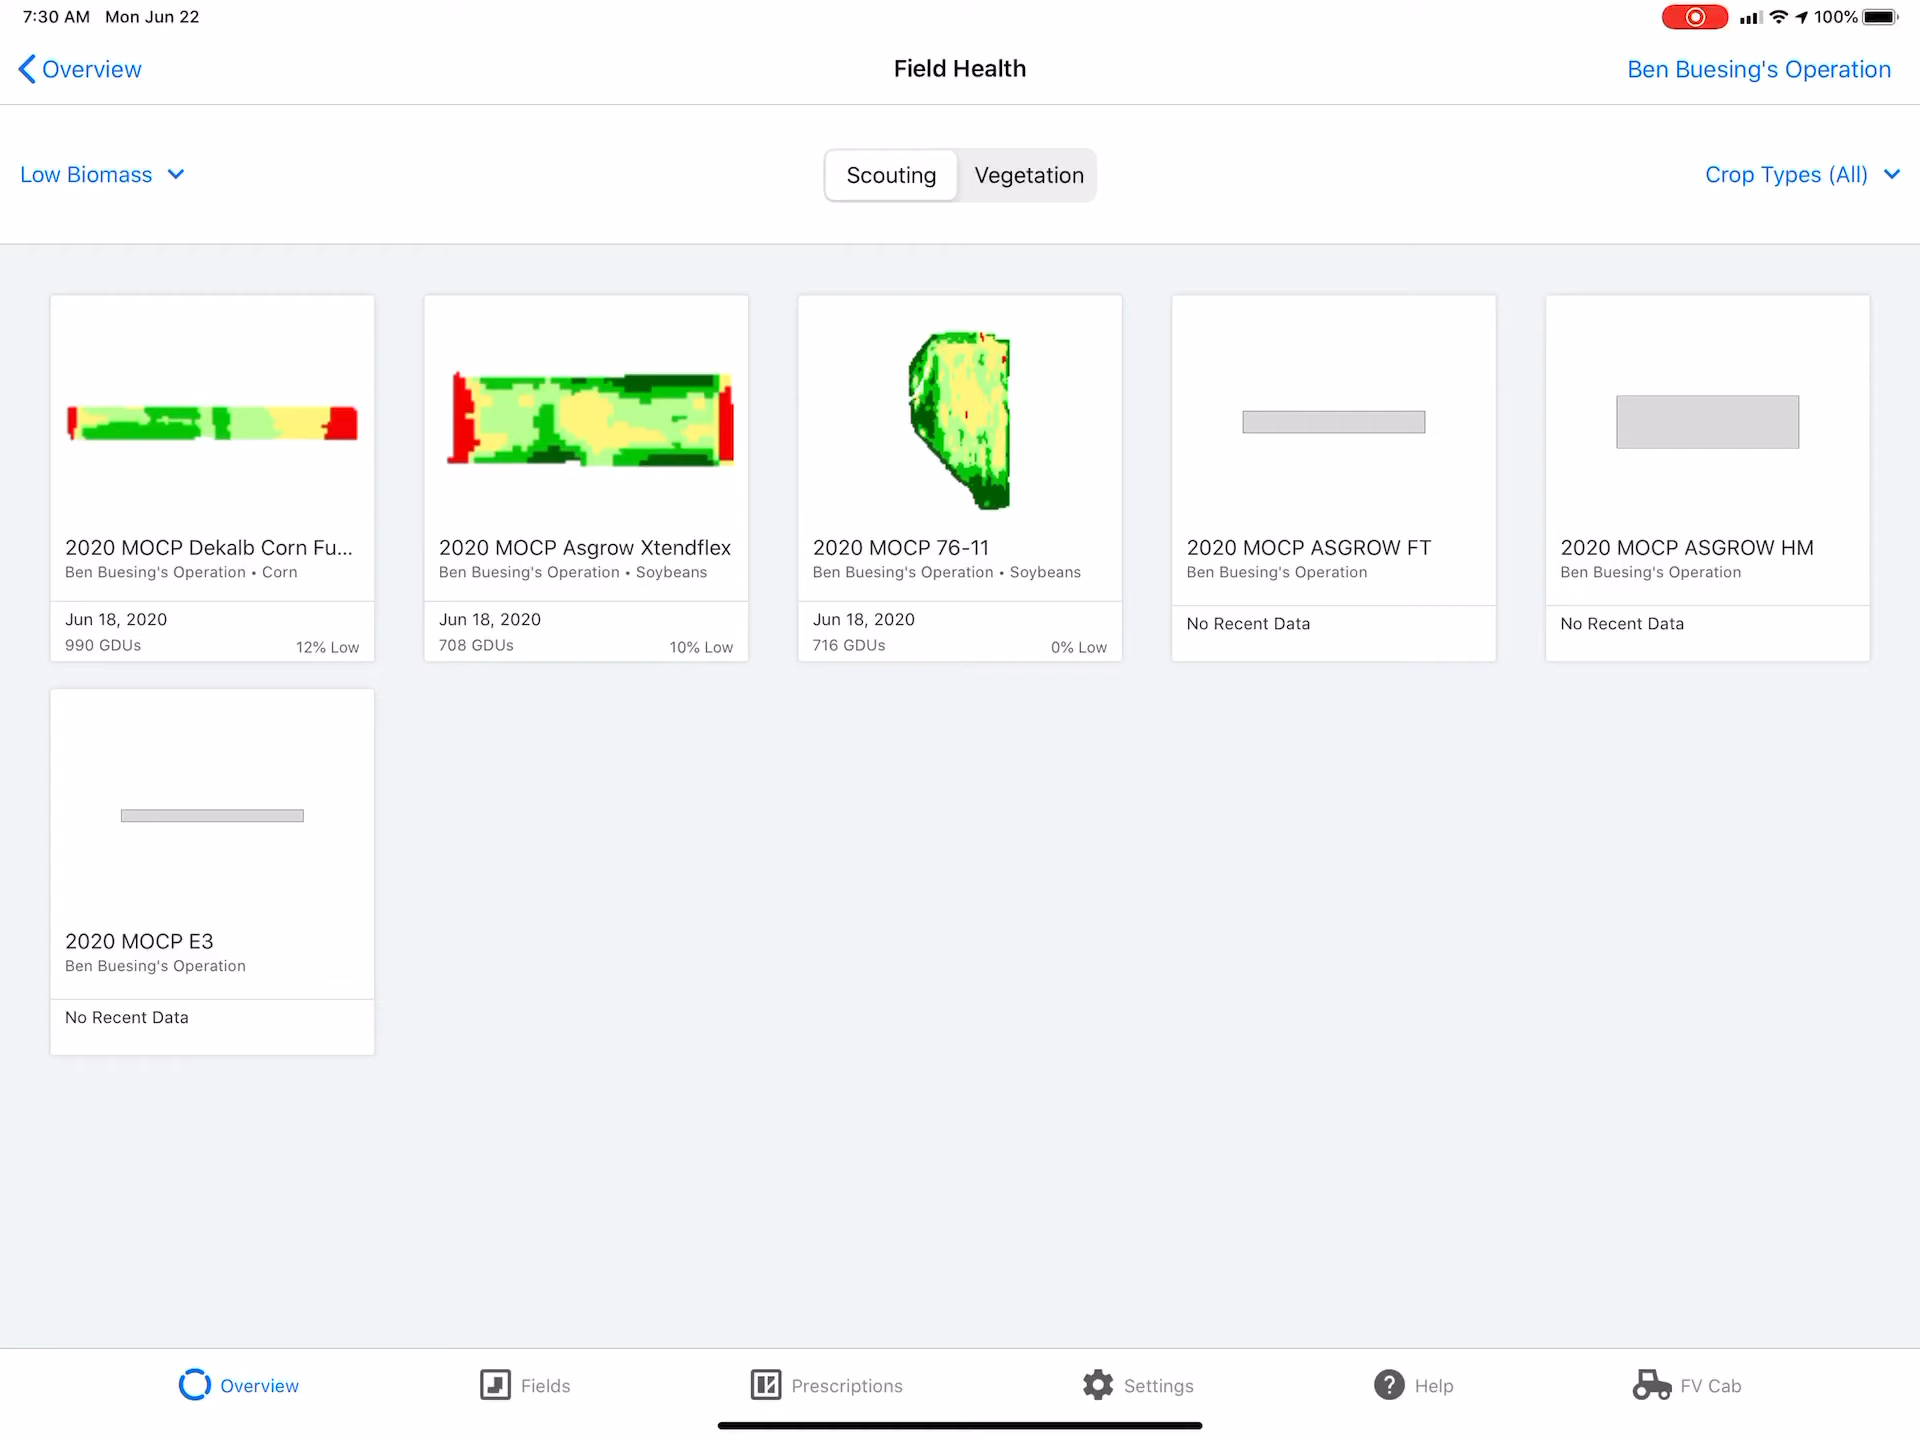 7:30 AM Mon Jun 22
100%
Overview
Field Health
Ben Buesing's Operation
Low Biomass
Scouting
Vegetation
Crop Types (All)
2020 MOCP Dekalb Corn Fu...
Ben Buesing's Operation • Corn
Jun 18, 2020
990 GDUs
12% Low
2020 MOCP Asgrow Xtendflex
Ben Buesing's Operation • Soybeans
Jun 18, 2020
708 GDUs
10% Low
2020 MOCP 76-11
Ben Buesing's Operation • Soybeans
Jun 18, 2020
716 GDUs
0% Low
2020 MOCP ASGROW FT
Ben Buesing's Operation
No Recent Data
2020 MOCP ASGROW HM
Ben Buesing's Operation
No Recent Data
2020 MOCP E3
Ben Buesing's Operation
No Recent Data
Overview
Fields
Prescriptions
Settings
Help
FV Cab